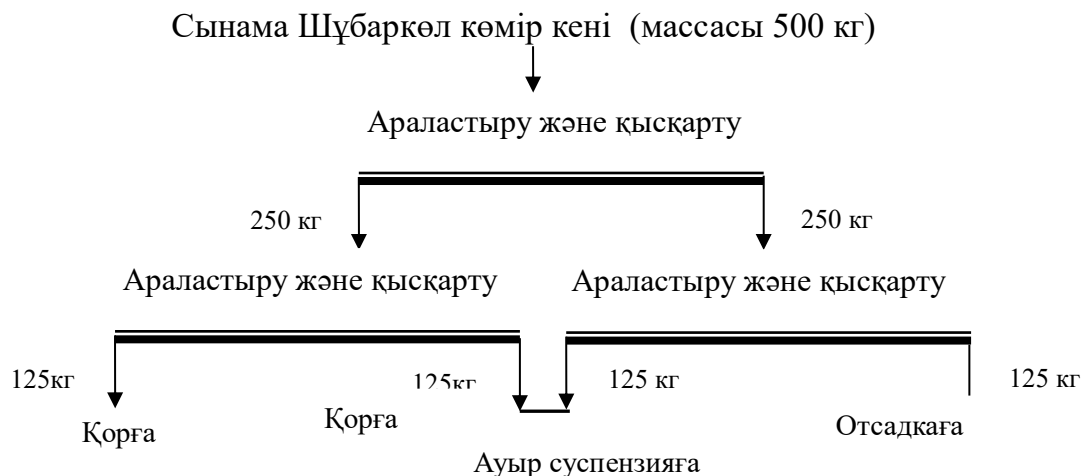 Сынама Шұбаркөл көмір кені (массасы 500 кг)
Араластыру және қысқарту
250 кг
250 кг
Араластыру және қысқарту
Араластыру және қысқарту
125кг
125кг
125 кг
125 кг
Қорға
Қорға
Отсадкаға
Ауыр суспензияға